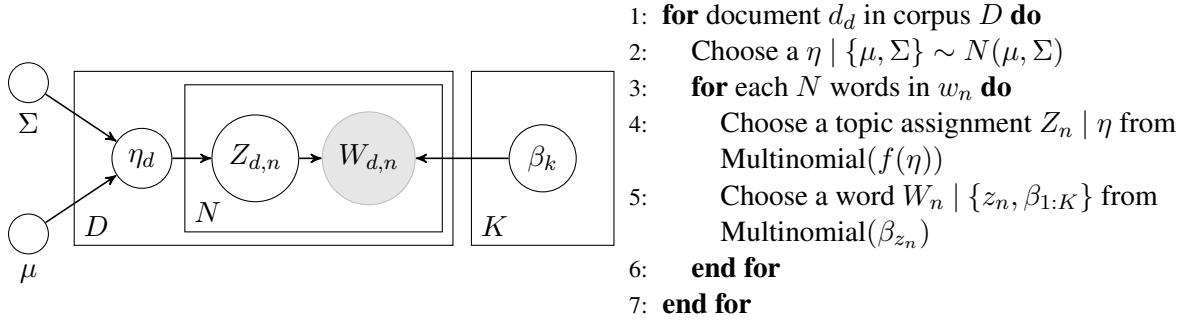 Σ
μ
η_d
Z_{d,n}
W_{d,n}
β_k
D
N
K
1: for document d_d in corpus D do
2: Choose a η | {μ, Σ} ∼ N(μ, Σ)
3: for each N words in w_n do
4: Choose a topic assignment Z_n | η from
Multinomial(f(η))
5: Choose a word W_n | {z_n, β_{1:K}} from
Multinomial(β_{z_n})
6: end for
7: end for